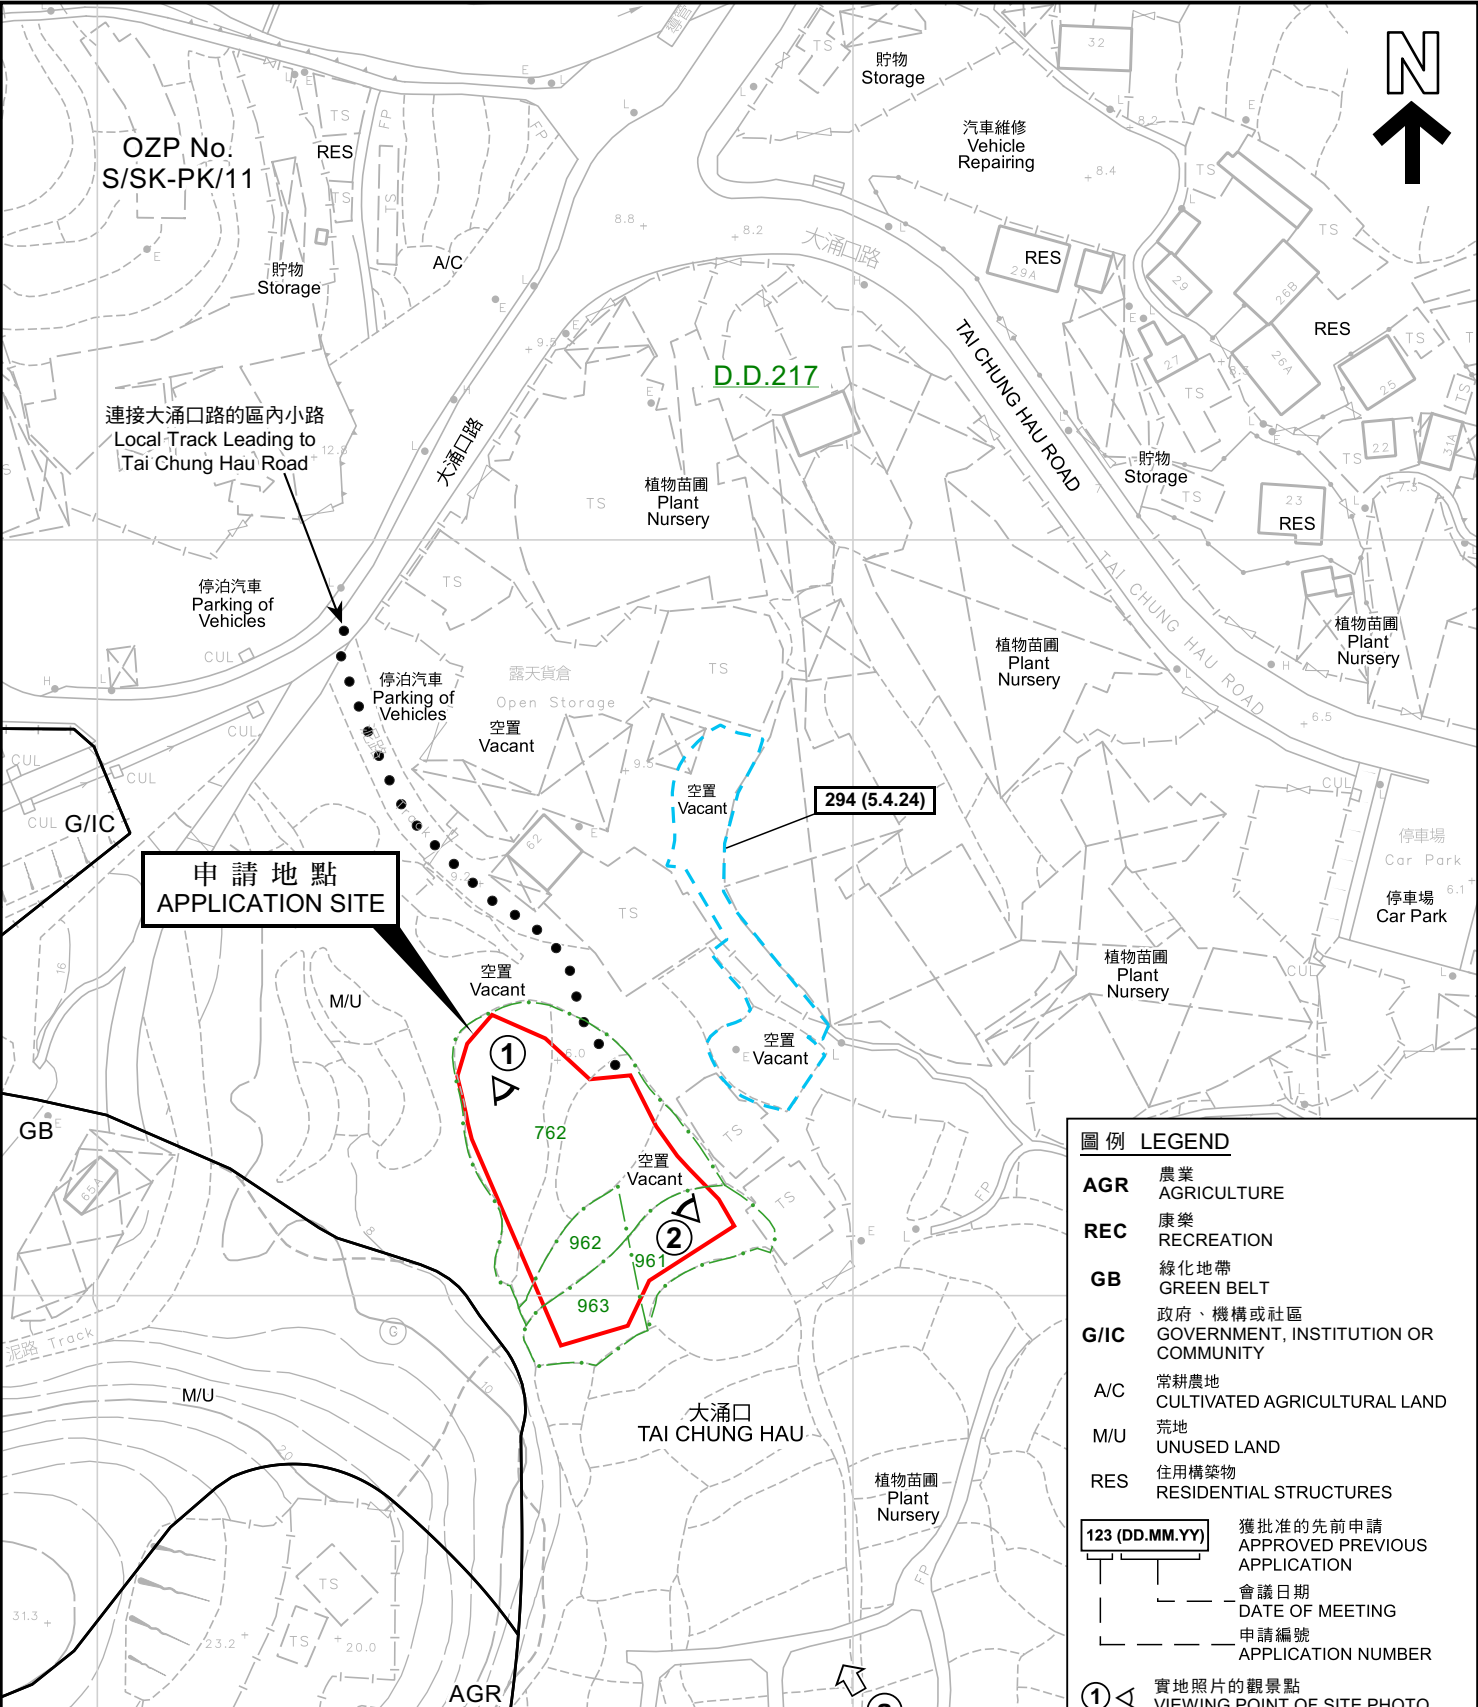 N
OZP No.
S/SK-PK/11
RES
貯物
Storage
A/C
貯物
Storage
汽車維修
Vehicle
Repairing
大涌口路
RES
RES
D.D.217
TAI CHUNG HAU ROAD
連接大涌口路的區內小路
Local Track Leading to
Tai Chung Hau Road
大涌口路
植物苗圃
Plant
Nursery
貯物
Storage
RES
停泊汽車
Parking of
Vehicles
停泊汽車
Parking of
Vehicles
露天貨倉
Open Storage
空置
Vacant
植物苗圃
Plant
Nursery
TAI CHUNG HAU ROAD
植物苗圃
Plant
Nursery
空置
Vacant
294 (5.4.24)
G/IC
申請地點
APPLICATION SITE
停車場
Car Park
停車場
Car Park
空置
Vacant
M/U
植物苗圃
Plant
Nursery
空置
Vacant
1
762
空置
Vacant
GB
2
962
961
963
泥路 Track
M/U
大涌口
TAI CHUNG HAU
植物苗圃
Plant
Nursery
AGR
圖例 LEGEND
AGR 農業
AGRICULTURE
REC 康樂
RECREATION
GB 綠化地帶
GREEN BELT
G/IC 政府、機構或社區
GOVERNMENT, INSTITUTION OR
COMMUNITY
A/C 常耕農地
CULTIVATED AGRICULTURAL LAND
M/U 荒地
UNUSED LAND
RES 住用構築物
RESIDENTIAL STRUCTURES
123 (DD.MM.YY) 獲批准的先前申請
APPROVED PREVIOUS
APPLICATION
會議日期
DATE OF MEETING
申請編號
APPLICATION NUMBER
1 實地照片的觀景點
VIEWING POINT OF SITE PHOTO